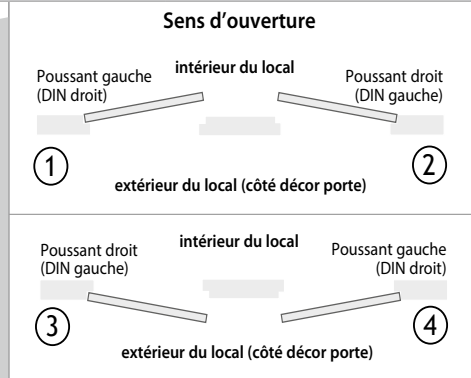 Sens d'ouverture
intérieur du local
Poussant gauche
(DIN droit)
Poussant droit
(DIN gauche)
1
2
extérieur du local (côté décor porte)
intérieur du local
Poussant droit
(DIN gauche)
Poussant gauche
(DIN droit)
3
4
extérieur du local (côté décor porte)